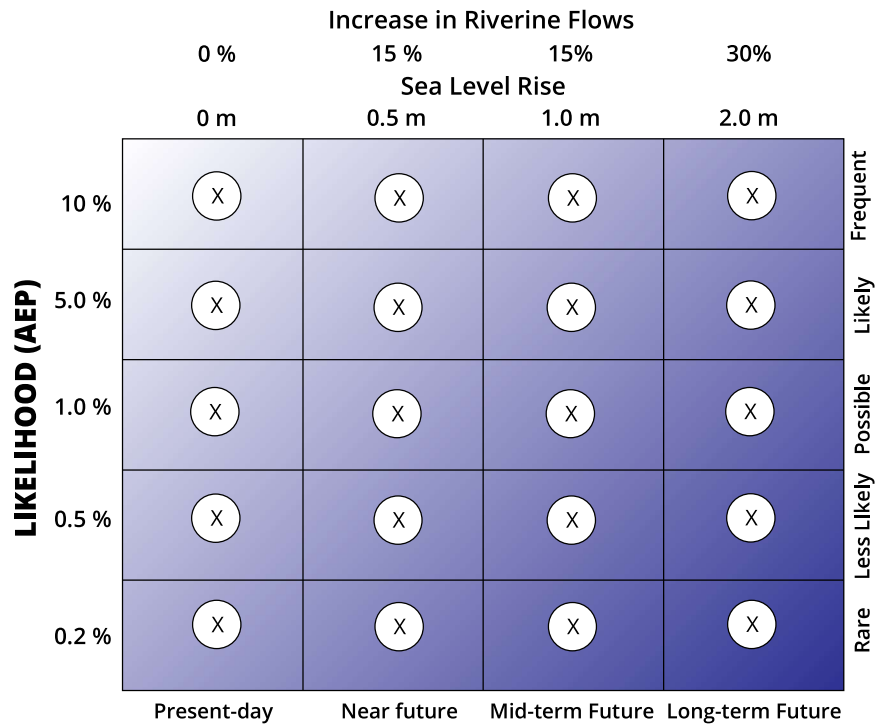 Increase in Riverine Flows
0 % 15 % 15% 30%
Sea Level Rise
0 m 0.5 m 1.0 m 2.0 m
LIKELIHOOD (AEP)
10 % X X X X Frequent
5.0 % X X X X Likely
1.0 % X X X X Possible
0.5 % X X X X Less LIkely
0.2 % X X X X Rare
Present-day Near future Mid-term Future Long-term Future